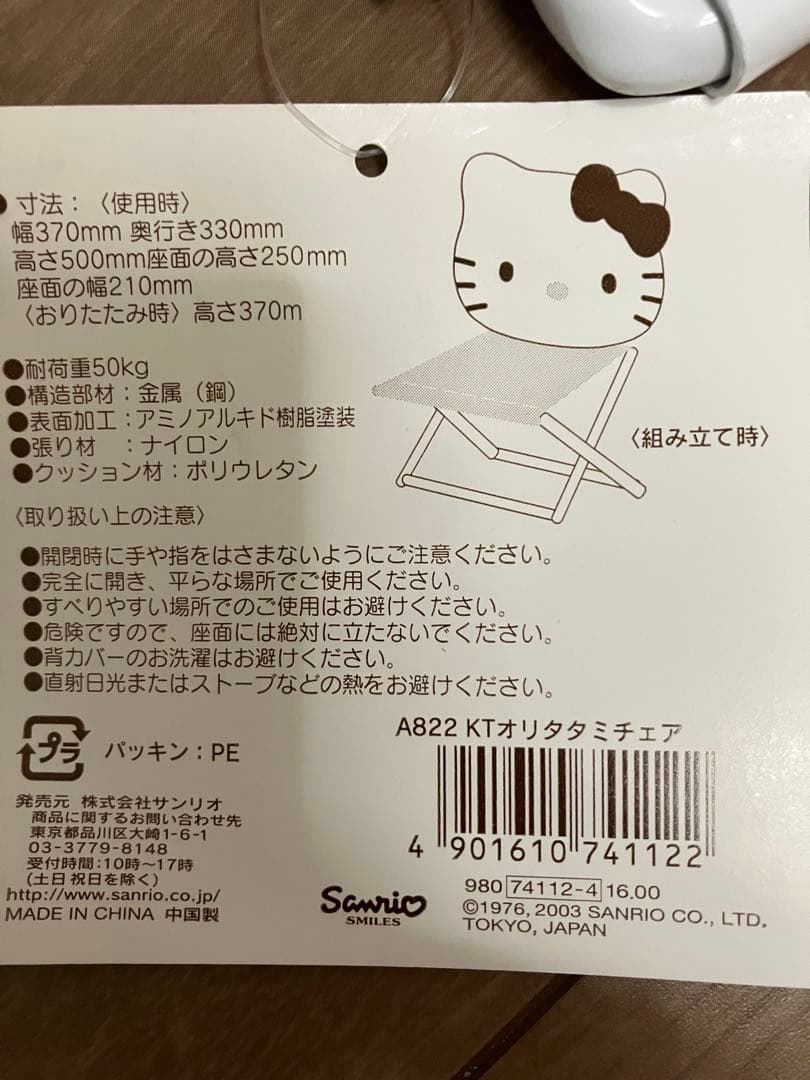 ●寸法：〈使用時〉
幅370mm 奥行き330mm
高さ500mm座面の高さ250mm
座面の幅210mm
〈おりたたみ時〉高さ370m
●耐荷重50kg
●構造部材：金属（鋼）
●表面加工：アミノアルキド樹脂塗装
●張り材　：ナイロン
●クッション材：ポリウレタン
〈組み立て時〉
〈取り扱い上の注意〉
●開閉時に手や指をはさまないようにご注意ください。
●完全に開き、平らな場所でご使用ください。
●すべりやすい場所でのご使用はお避けください。
●危険ですので、座面には絶対に立たないでください。
●背カバーのお洗濯はお避けください。
●直射日光またはストーブなどの熱をお避けください。
プラ パッキン：PE
発売元 株式会社サンリオ
商品に関するお問い合わせ先
東京都品川区大崎1-6-1
03-3779-8148
受付時間：10時～17時
(土日祝日を除く)
http://www.sanrio.co.jp/
MADE IN CHINA 中国製
Sanrio
SMILES
A822 KTオリタタミチェア
4 901610 741122
980 74112-4 16.00
©1976, 2003 SANRIO CO., LTD.
TOKYO, JAPAN